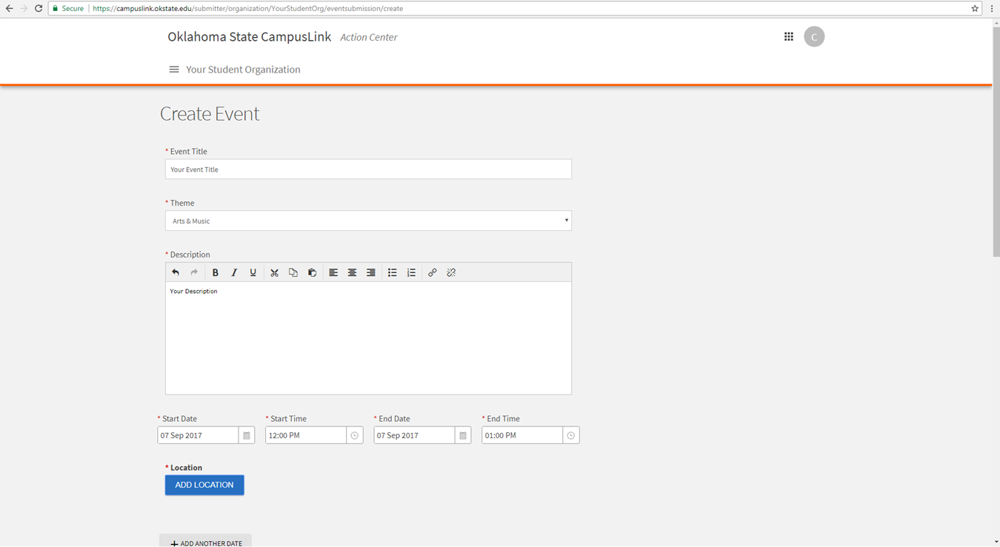 Secure https://campuslink.okstate.edu/submitter/organization/YourStudentOrg/eventsubmission/create
Oklahoma State CampusLink Action Center C
Your Student Organization
Create Event
* Event Title
Your Event Title
* Theme
Arts & Music
* Description
B I U
Your Description
* Start Date * Start Time * End Date * End Time
07 Sep 2017 12:00 PM 07 Sep 2017 01:00 PM
* Location
ADD LOCATION
+ ADD ANOTHER DATE